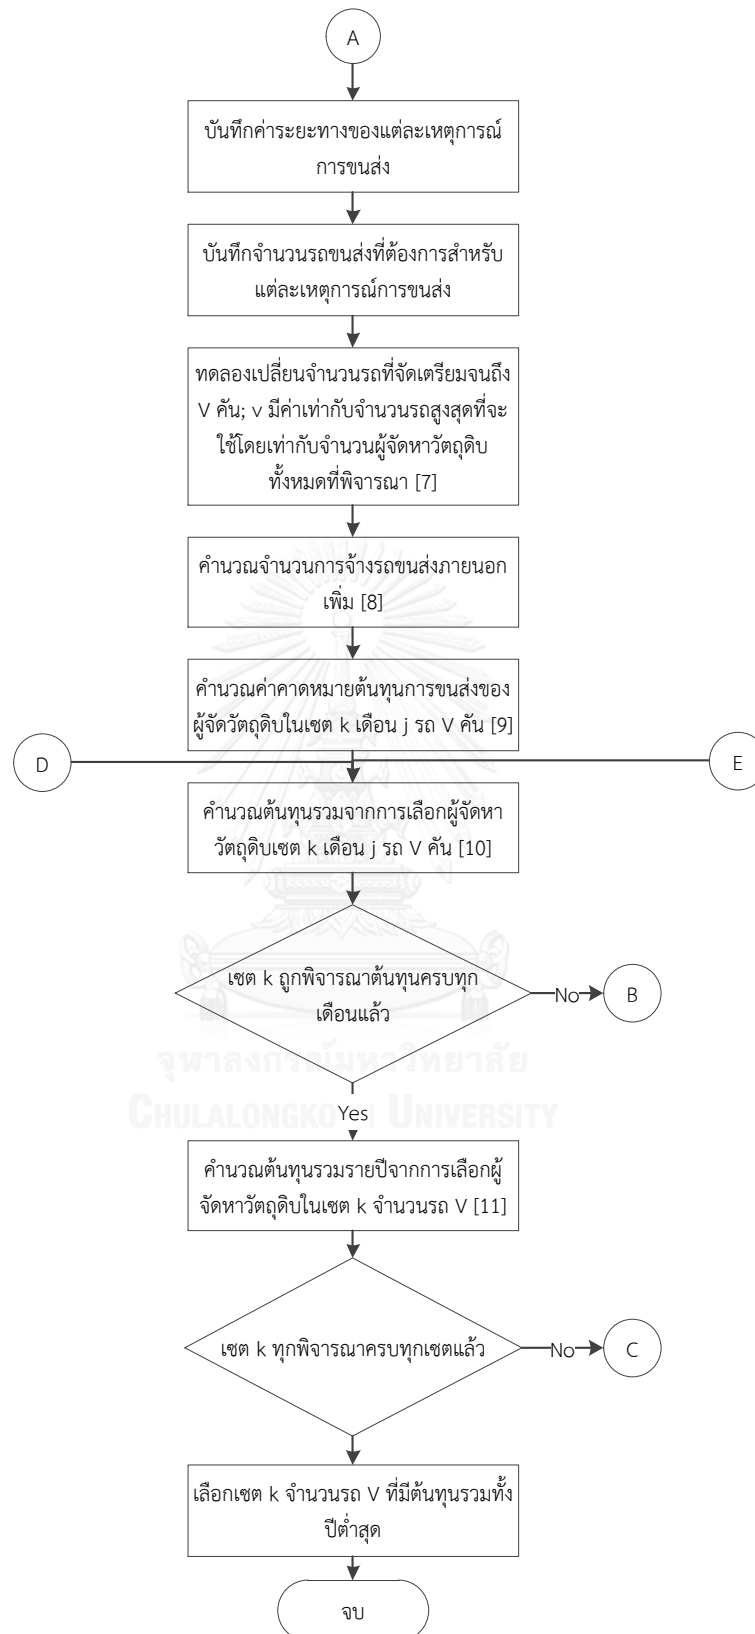 A
บันทึกค่าระยะทางของแต่ละเหตุการณ์
การขนส่ง
บันทึกจำนวนรถขนส่งที่ต้องการสำหรับ
แต่ละเหตุการณ์การขนส่ง
ทดลองเปลี่ยนจำนวนรถที่จัดเตรียมจนถึง
V คัน; v มีค่าเท่ากับจำนวนรถสูงสุดที่จะ
ใช้โดยเท่ากับจำนวนผู้จัดหาวัตถุดิบ
ทั้งหมดที่พิจารณา [7]
คำนวณจำนวนการจ้างรถขนส่งภายนอก
เพิ่ม [8]
คำนวณค่าคาดหมายต้นทุนการขนส่งของ
ผู้จัดวัตถุดิบในเซต k เดือน j รถ V คัน [9]
D
E
คำนวณต้นทุนรวมจากการเลือกผู้จัดหา
วัตถุดิบเซต k เดือน j รถ V คัน [10]
เซต k ถูกพิจารณาต้นทุนครบทุก
เดือนแล้ว
No
B
จุฬาลงกรณ์มหาวิทยาลัย
CHULALONGKO UNIVERSITY
Yes
คำนวณต้นทุนรวมรายปีจากการเลือกผู้
จัดหาวัตถุดิบในเซต k จำนวนรถ V [11]
เซต k ทุกพิจารณาครบทุกเซตแล้ว
No
C
เลือกเซต k จำนวนรถ V ที่มีต้นทุนรวมทั้ง
ปีต่ำสุด
จบ